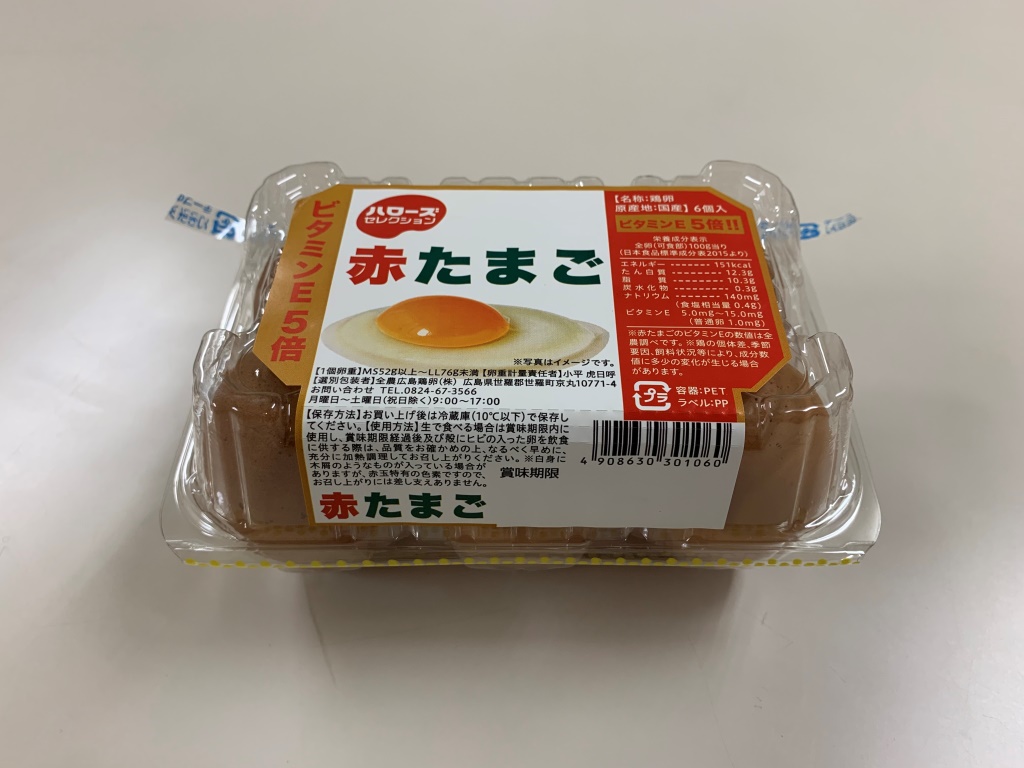 ビタミンE5倍
ハローズ
セレクション
赤たまご
※写真はイメージです。
【1個卵重】MS52g以上~LL76g未満【卵重計量責任者】小平 虎日呼
【選別包装者】全農広島鶏卵(株) 広島県世羅郡世羅町京丸10771-4
お問い合わせ TEL.0824-67-3566
月曜日~土曜日(祝日除く)9:00~17:00
【名称:鶏卵
原産地:国産】6個入
ビタミンE 5倍!!
栄養成分表示
全卵(可食部)100g当り
(日本食品標準成分表2015より)
エネルギー 151kcal
たん白質 12.3g
脂質 10.3g
炭水化物 0.3g
ナトリウム 140mg
(食塩相当量 0.4g)
ビタミンE 5.0mg~15.0mg
(普通卵 1.0mg)
※赤たまごのビタミンEの数値は全
農調べです。※鶏の個体差、季節
要因、飼料状況等により、成分数
値に多少の変化が生じる場合
があります。
プラ
容器:PET
ラベル:PP
【保存方法】お買い上げ後は冷蔵庫(10℃以下)で保存し
てください。【使用方法】生で食べる場合は賞味期限内に
使用し、賞味期限経過後及び殻にヒビの入った卵を飲食
に供する際は、品質をお確かめの上、なるべく早めに、
充分に加熱調理してお召し上がりください。※白身に
木屑のようなものが入っている場合が
ありますが、赤玉特有の色素ですので、
お召し上がりには差し支えありません。
賞味期限
4 908630 301060
赤たまご